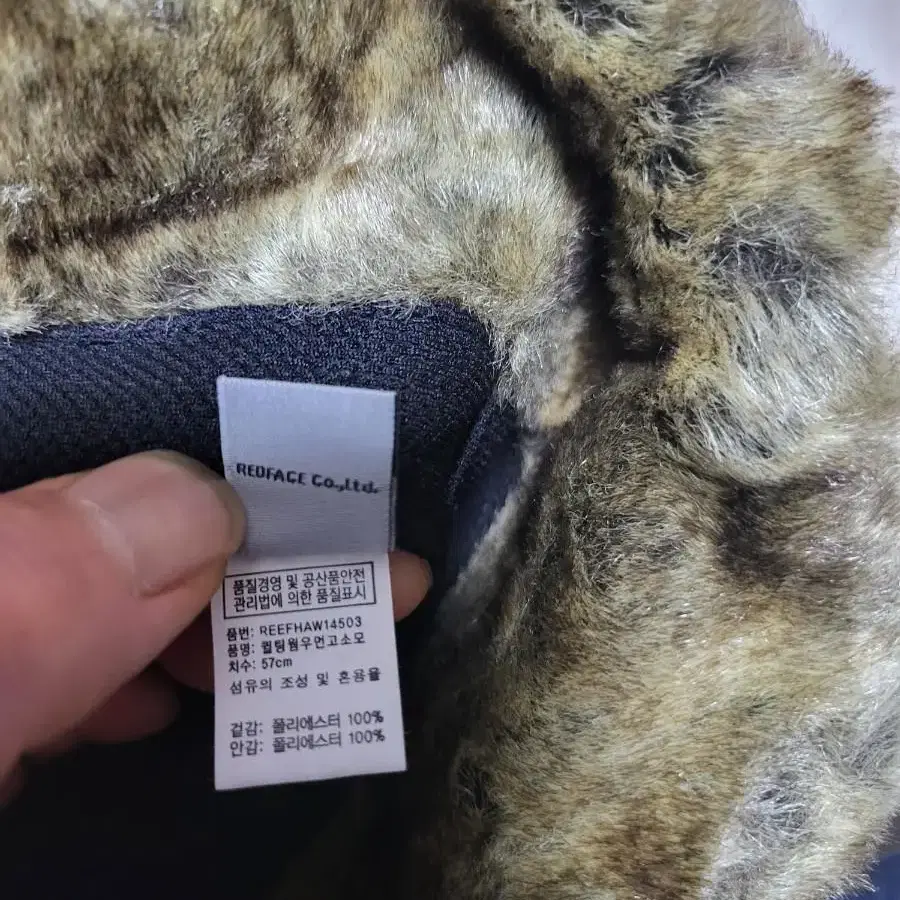 REDFACE Co.,Ltd.
품질경영 및 공산품안전
관리법에 의한 품질표시
품번: REEFHAW14503
품명: 퀼팅웜우먼고소모
치수: 57cm
섬유의 조성 및 혼용율
겉감: 폴리에스터 100%
안감: 폴리에스터 100%